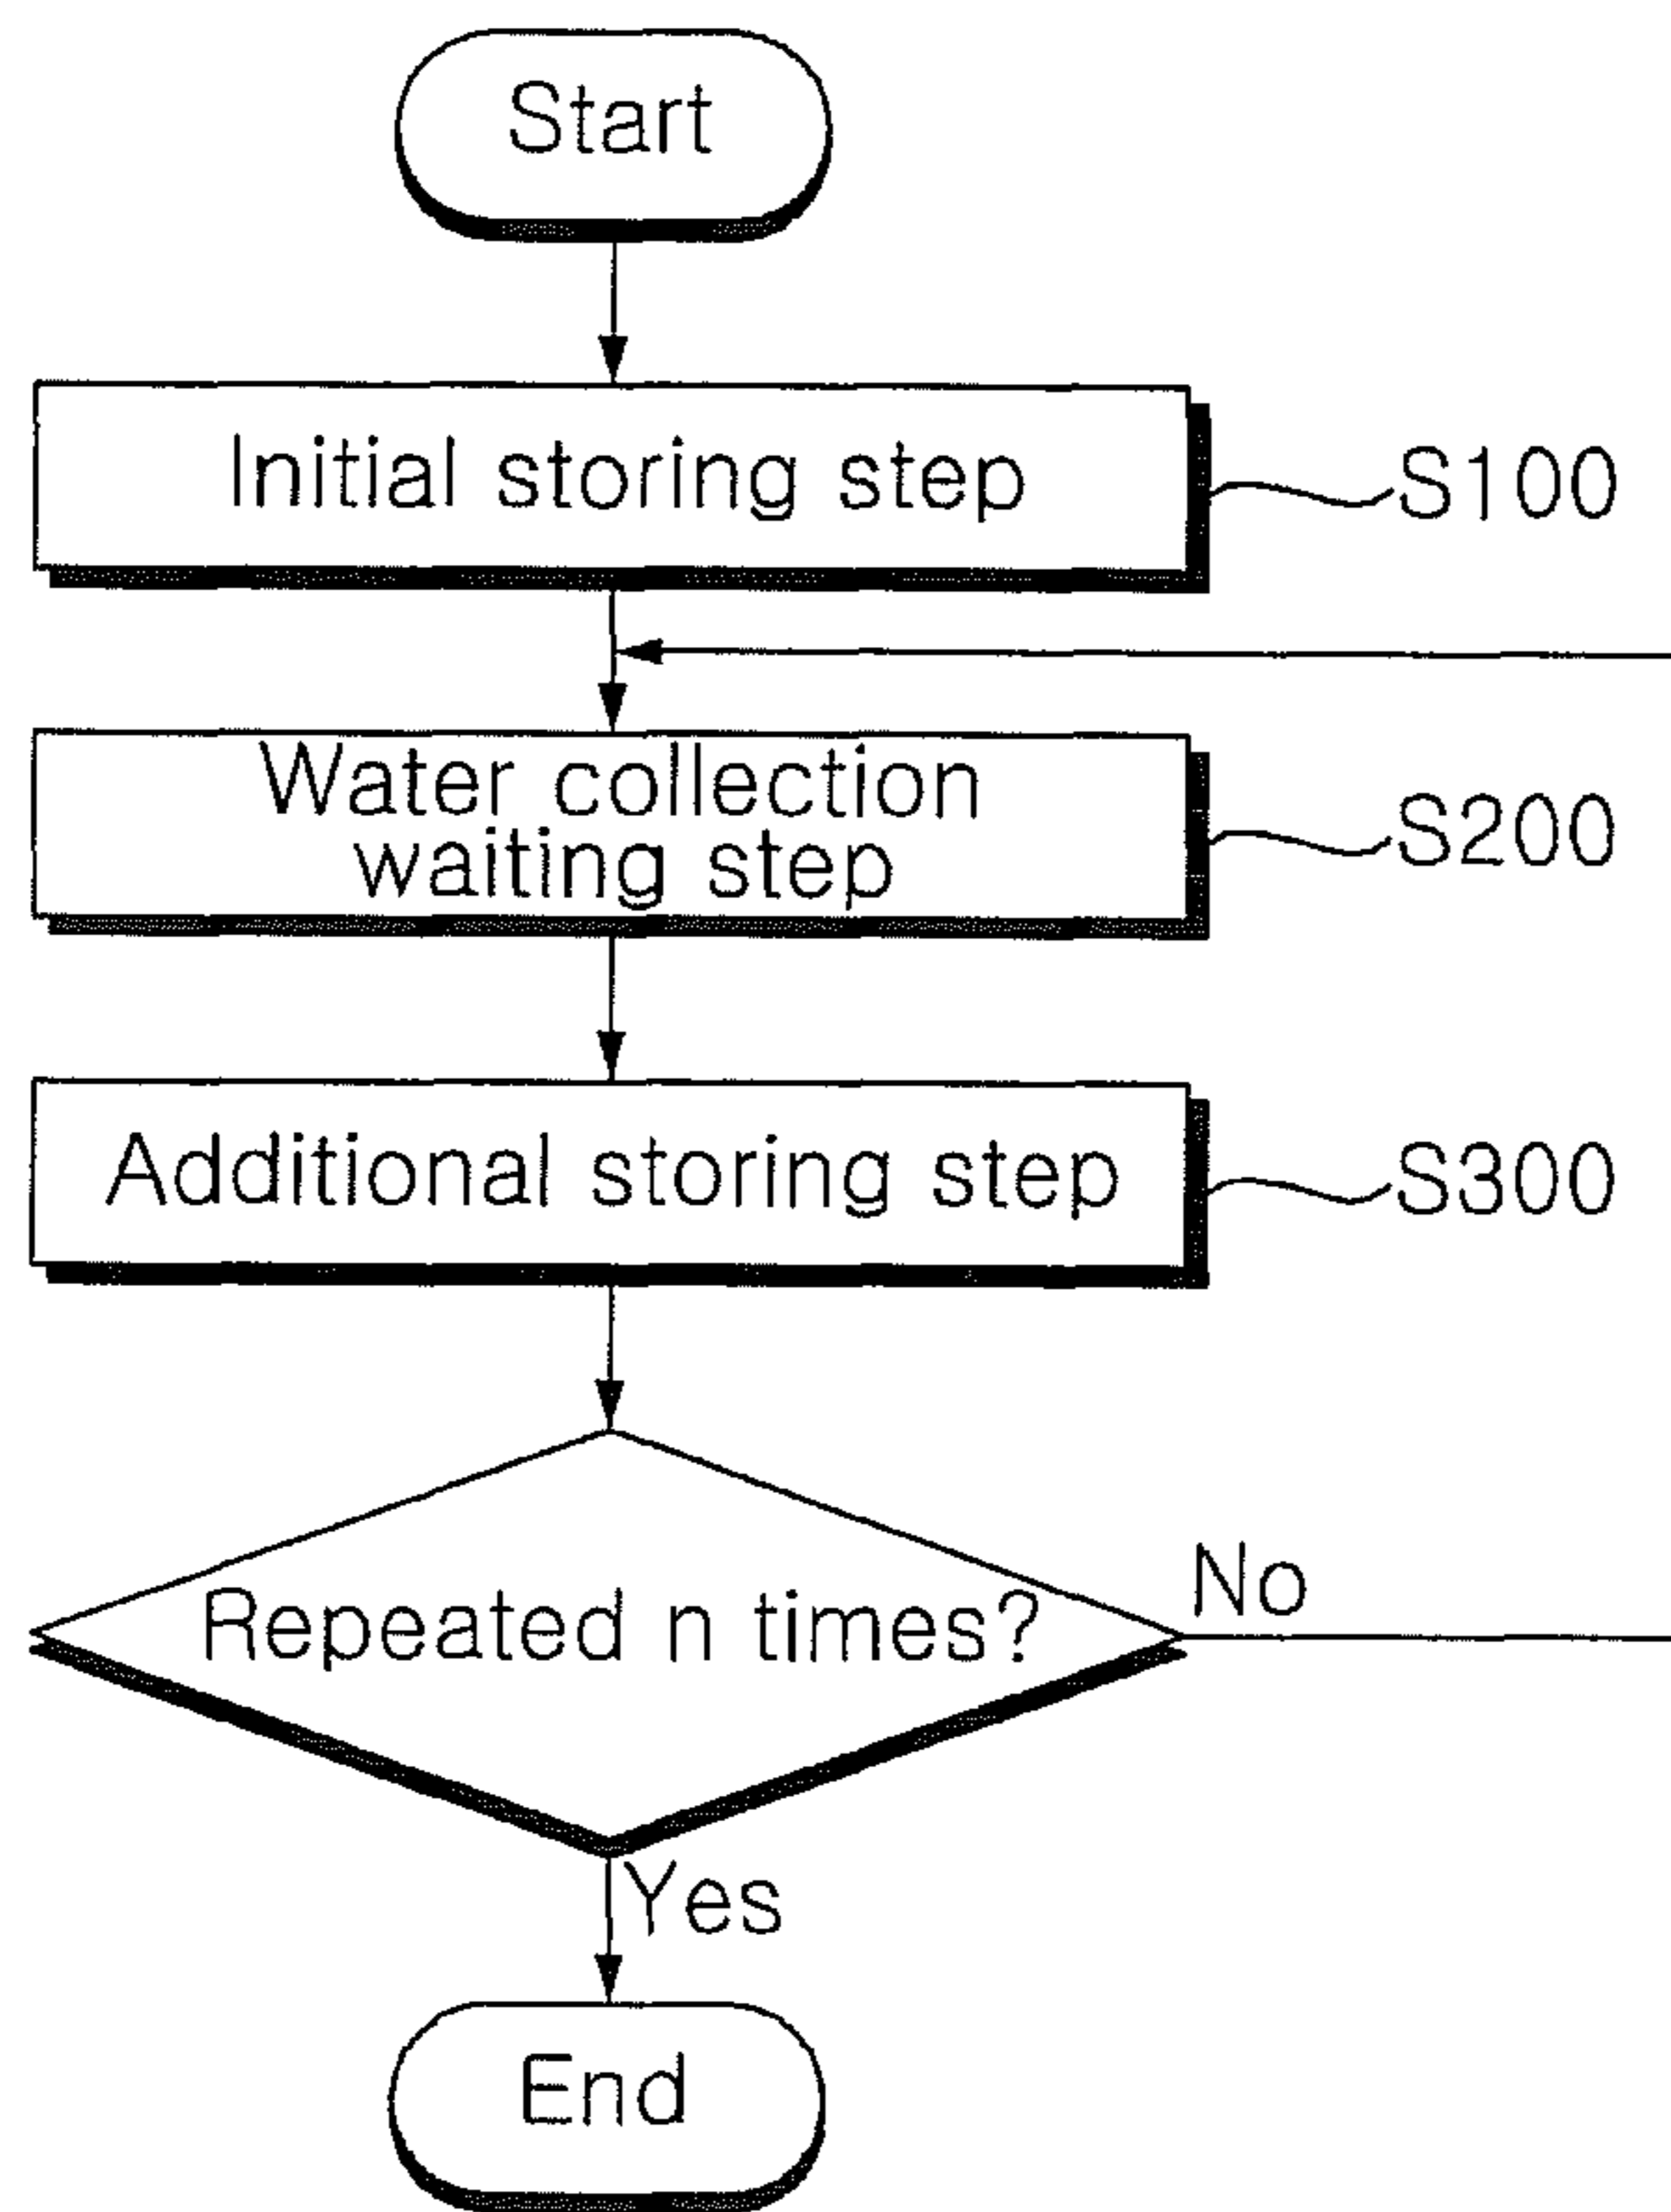 Start
Initial storing step
S100
Water collection
waiting step
S200
Additional storing step
S300
Repeated n times?
No
Yes
End